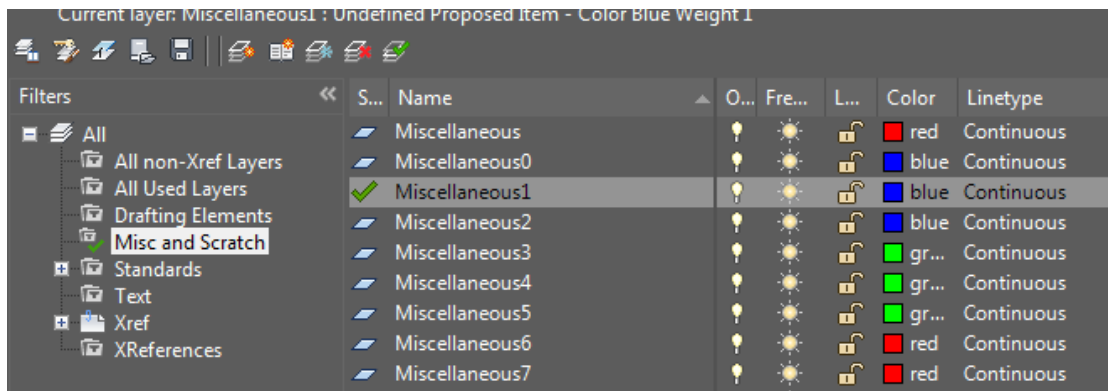 Current layer: Miscellaneous1 : Undefined Proposed Item - Color Blue Weight 1
Filters
All
All non-Xref Layers
All Used Layers
Drafting Elements
Misc and Scratch
Standards
Text
Xref
XReferences
S... Name O... Fre... L... Color Linetype
Miscellaneous red Continuous
Miscellaneous0 blue Continuous
Miscellaneous1 blue Continuous
Miscellaneous2 blue Continuous
Miscellaneous3 gr... Continuous
Miscellaneous4 gr... Continuous
Miscellaneous5 gr... Continuous
Miscellaneous6 red Continuous
Miscellaneous7 red Continuous